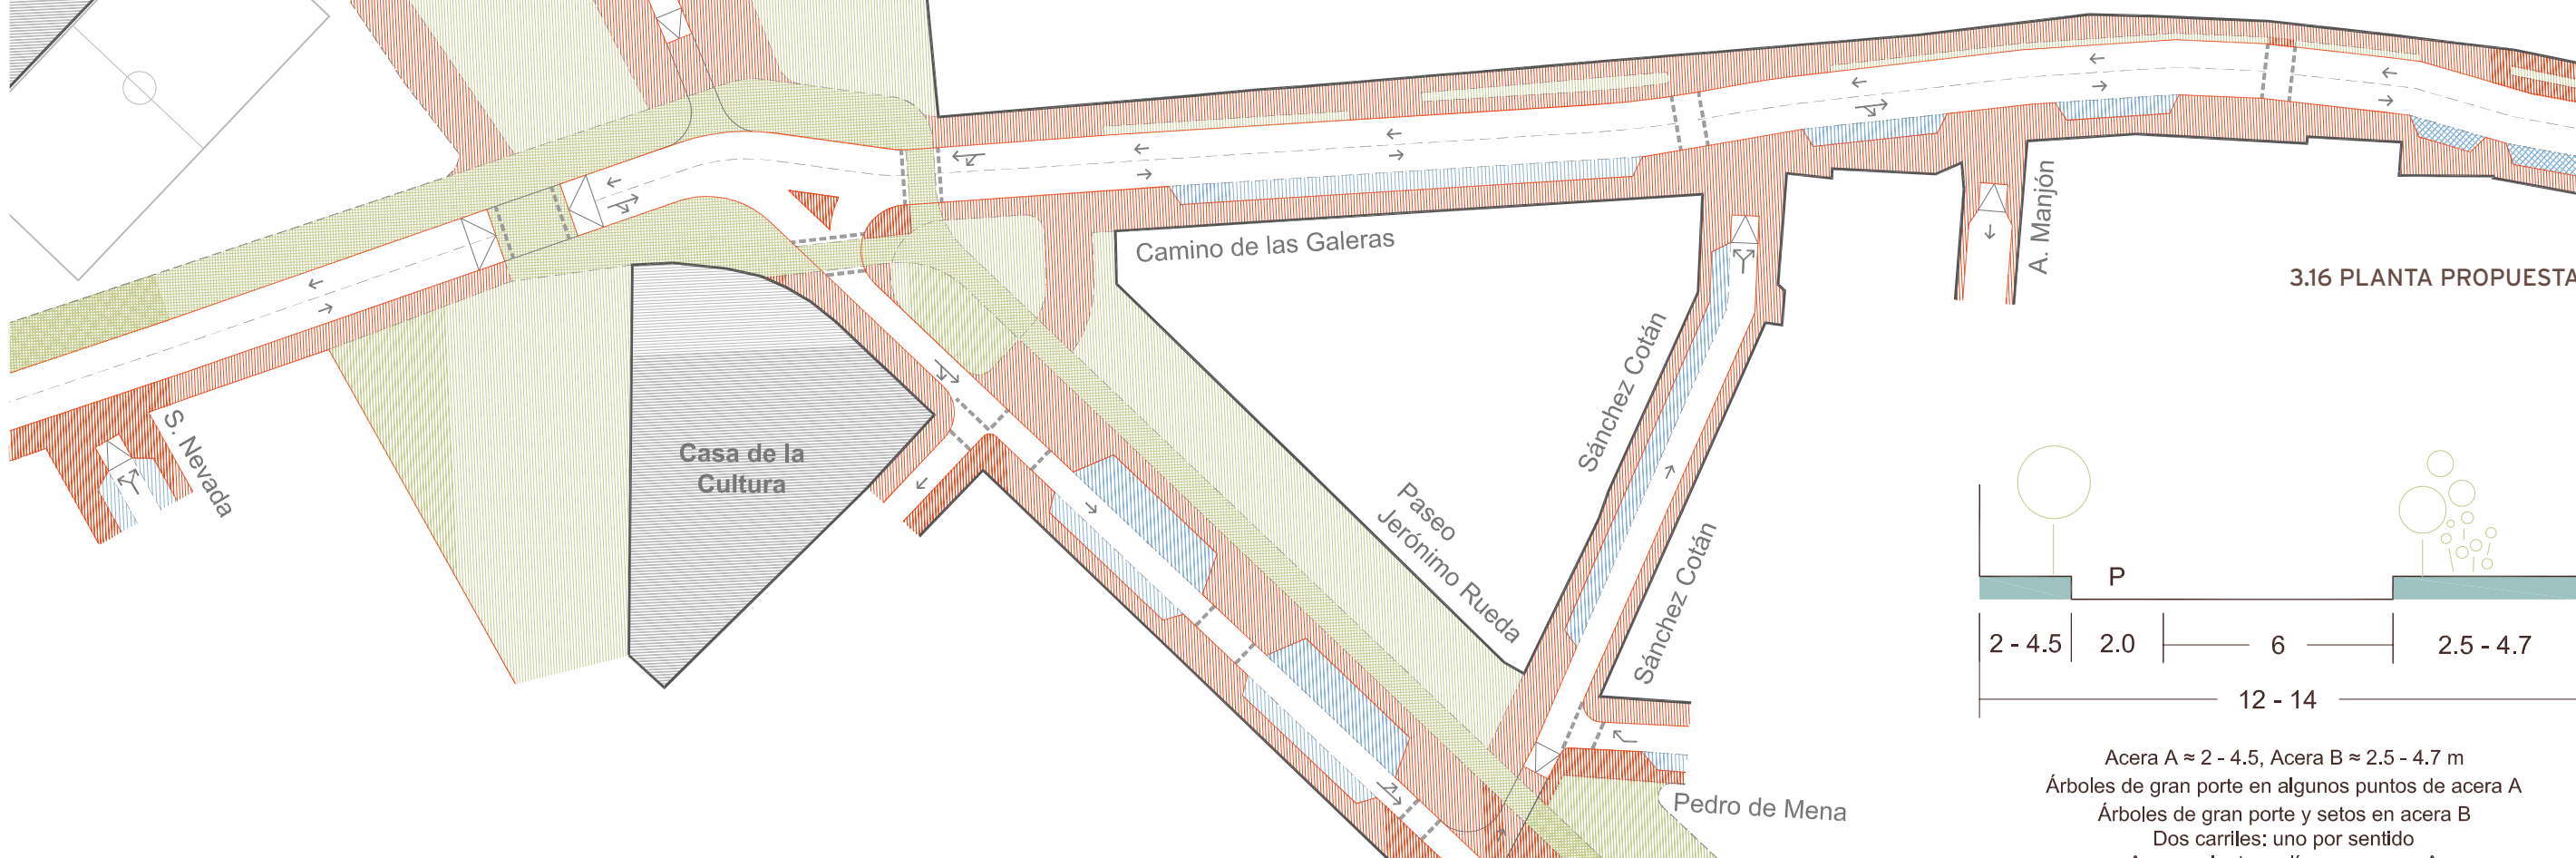 Camino de las Galeras
A. Manjón
3.16 PLANTA PROPUESTA
Sánchez Cotán
S. Nevada
Casa de la
Cultura
Paseo
Jerónimo Rueda
Sánchez Cotán
Pedro de Mena
P
2 - 4.5
2.0
6
2.5 - 4.7
12 - 14
Acera A ≈ 2 - 4.5, Acera B ≈ 2.5 - 4.7 m
Árboles de gran porte en algunos puntos de acera A
Árboles de gran porte y setos en acera B
Dos carriles: uno por sentido